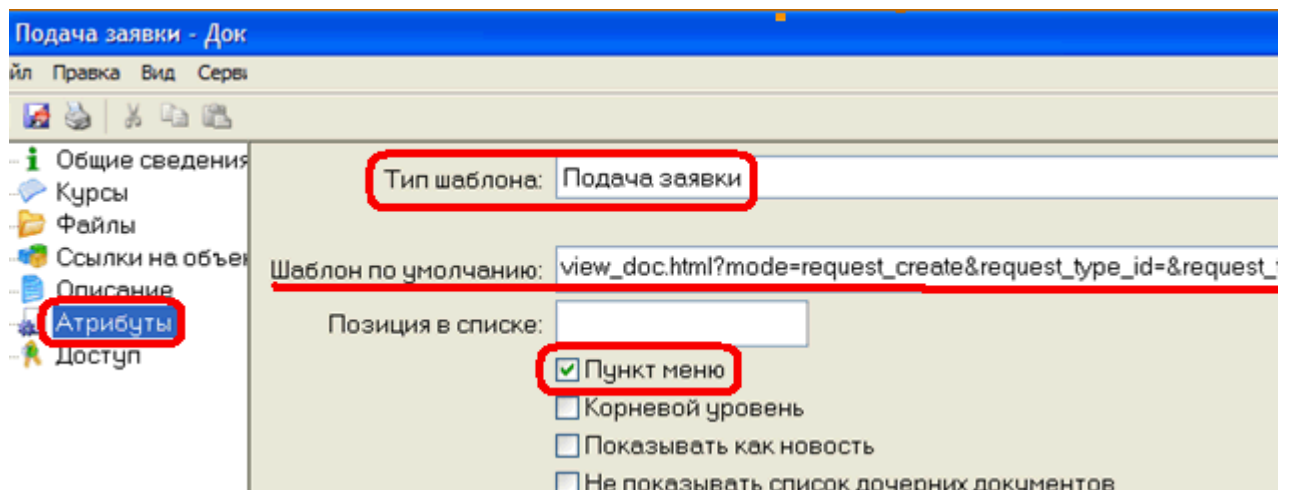 Подача заявки - Док
йл Правка Вид Серви
Общие сведения
Курсы
Файлы
Ссылки на объек
Описание
Атрибуты
Доступ
Тип шаблона: Подача заявки
Шаблон по умолчанию: view_doc.html?mode=request_create&request_type_id=&request_
Позиция в списке:
Пункт меню
Корневой уровень
Показывать как новость
Не показывать список дочерних документов